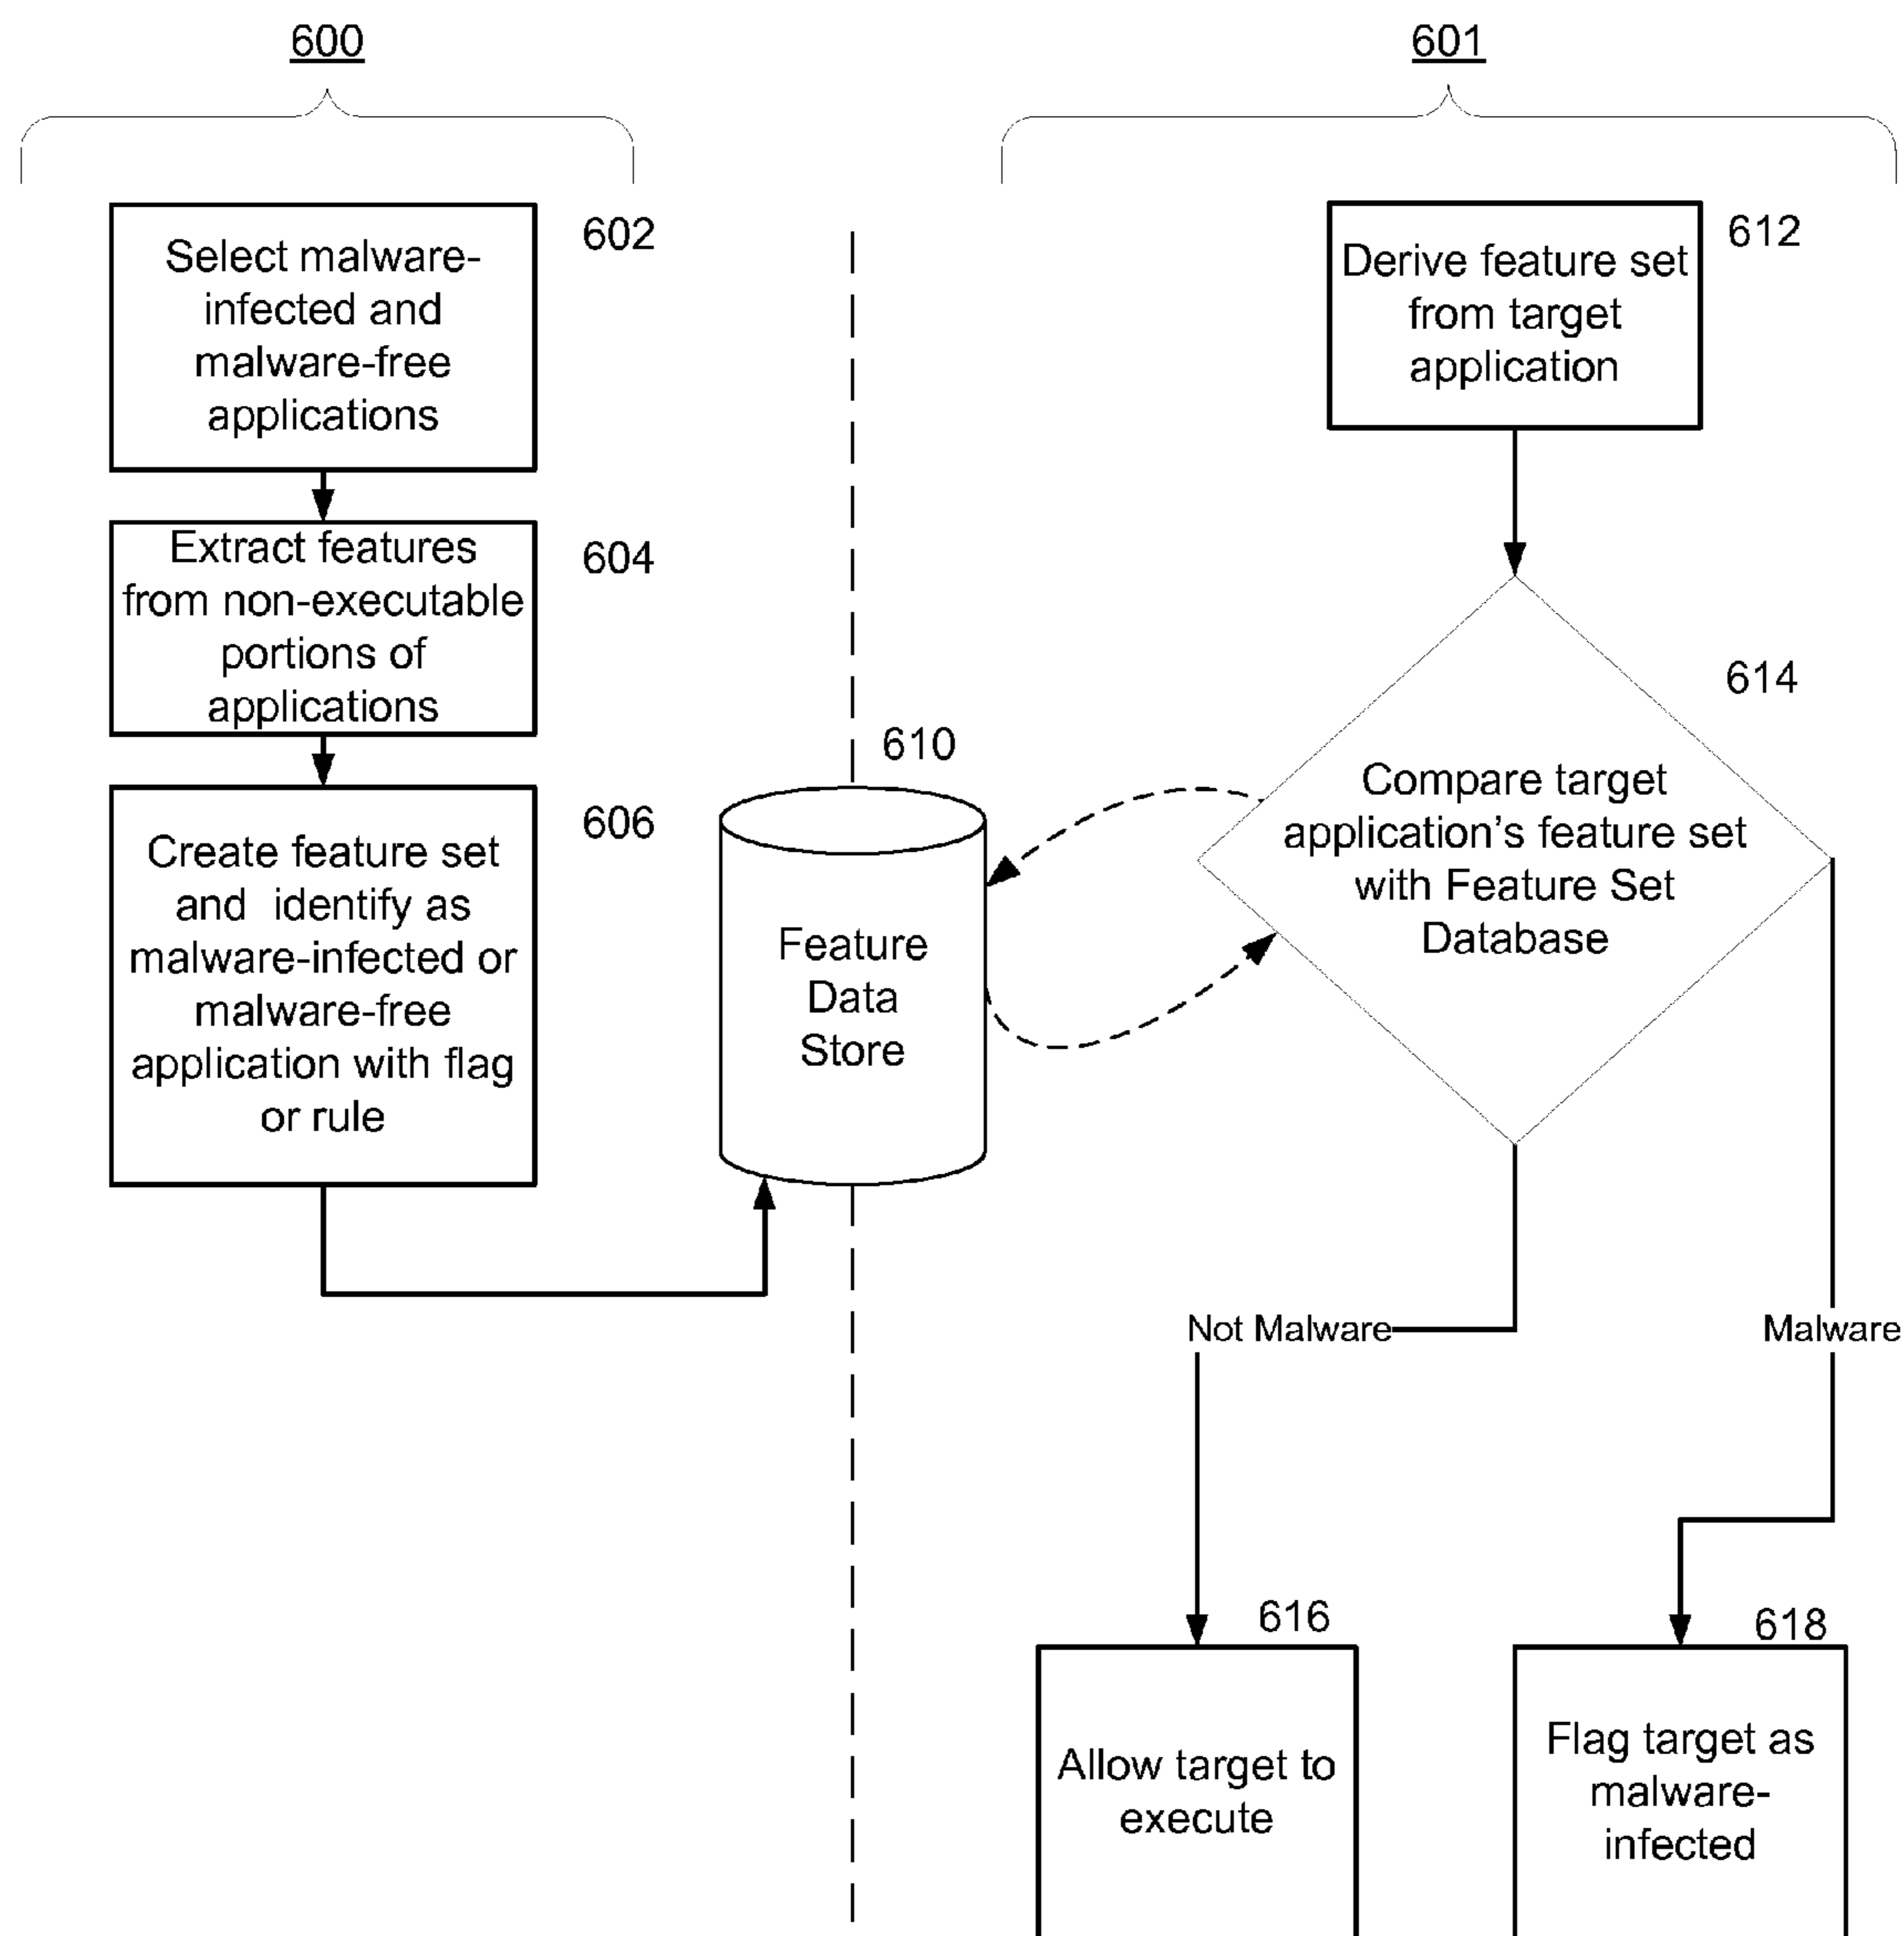 600
601
602
Select malware-
infected and
malware-free
applications
604
Extract features
from non-executable
portions of
applications
606
Create feature set
and identify as
malware-infected or
malware-free
application with flag
or rule
610
Feature
Data
Store
612
Derive feature set
from target
application
614
Compare target
application's feature set
with Feature Set
Database
Not Malware
Malware
616
Allow target to
execute
618
Flag target as
malware-
infected